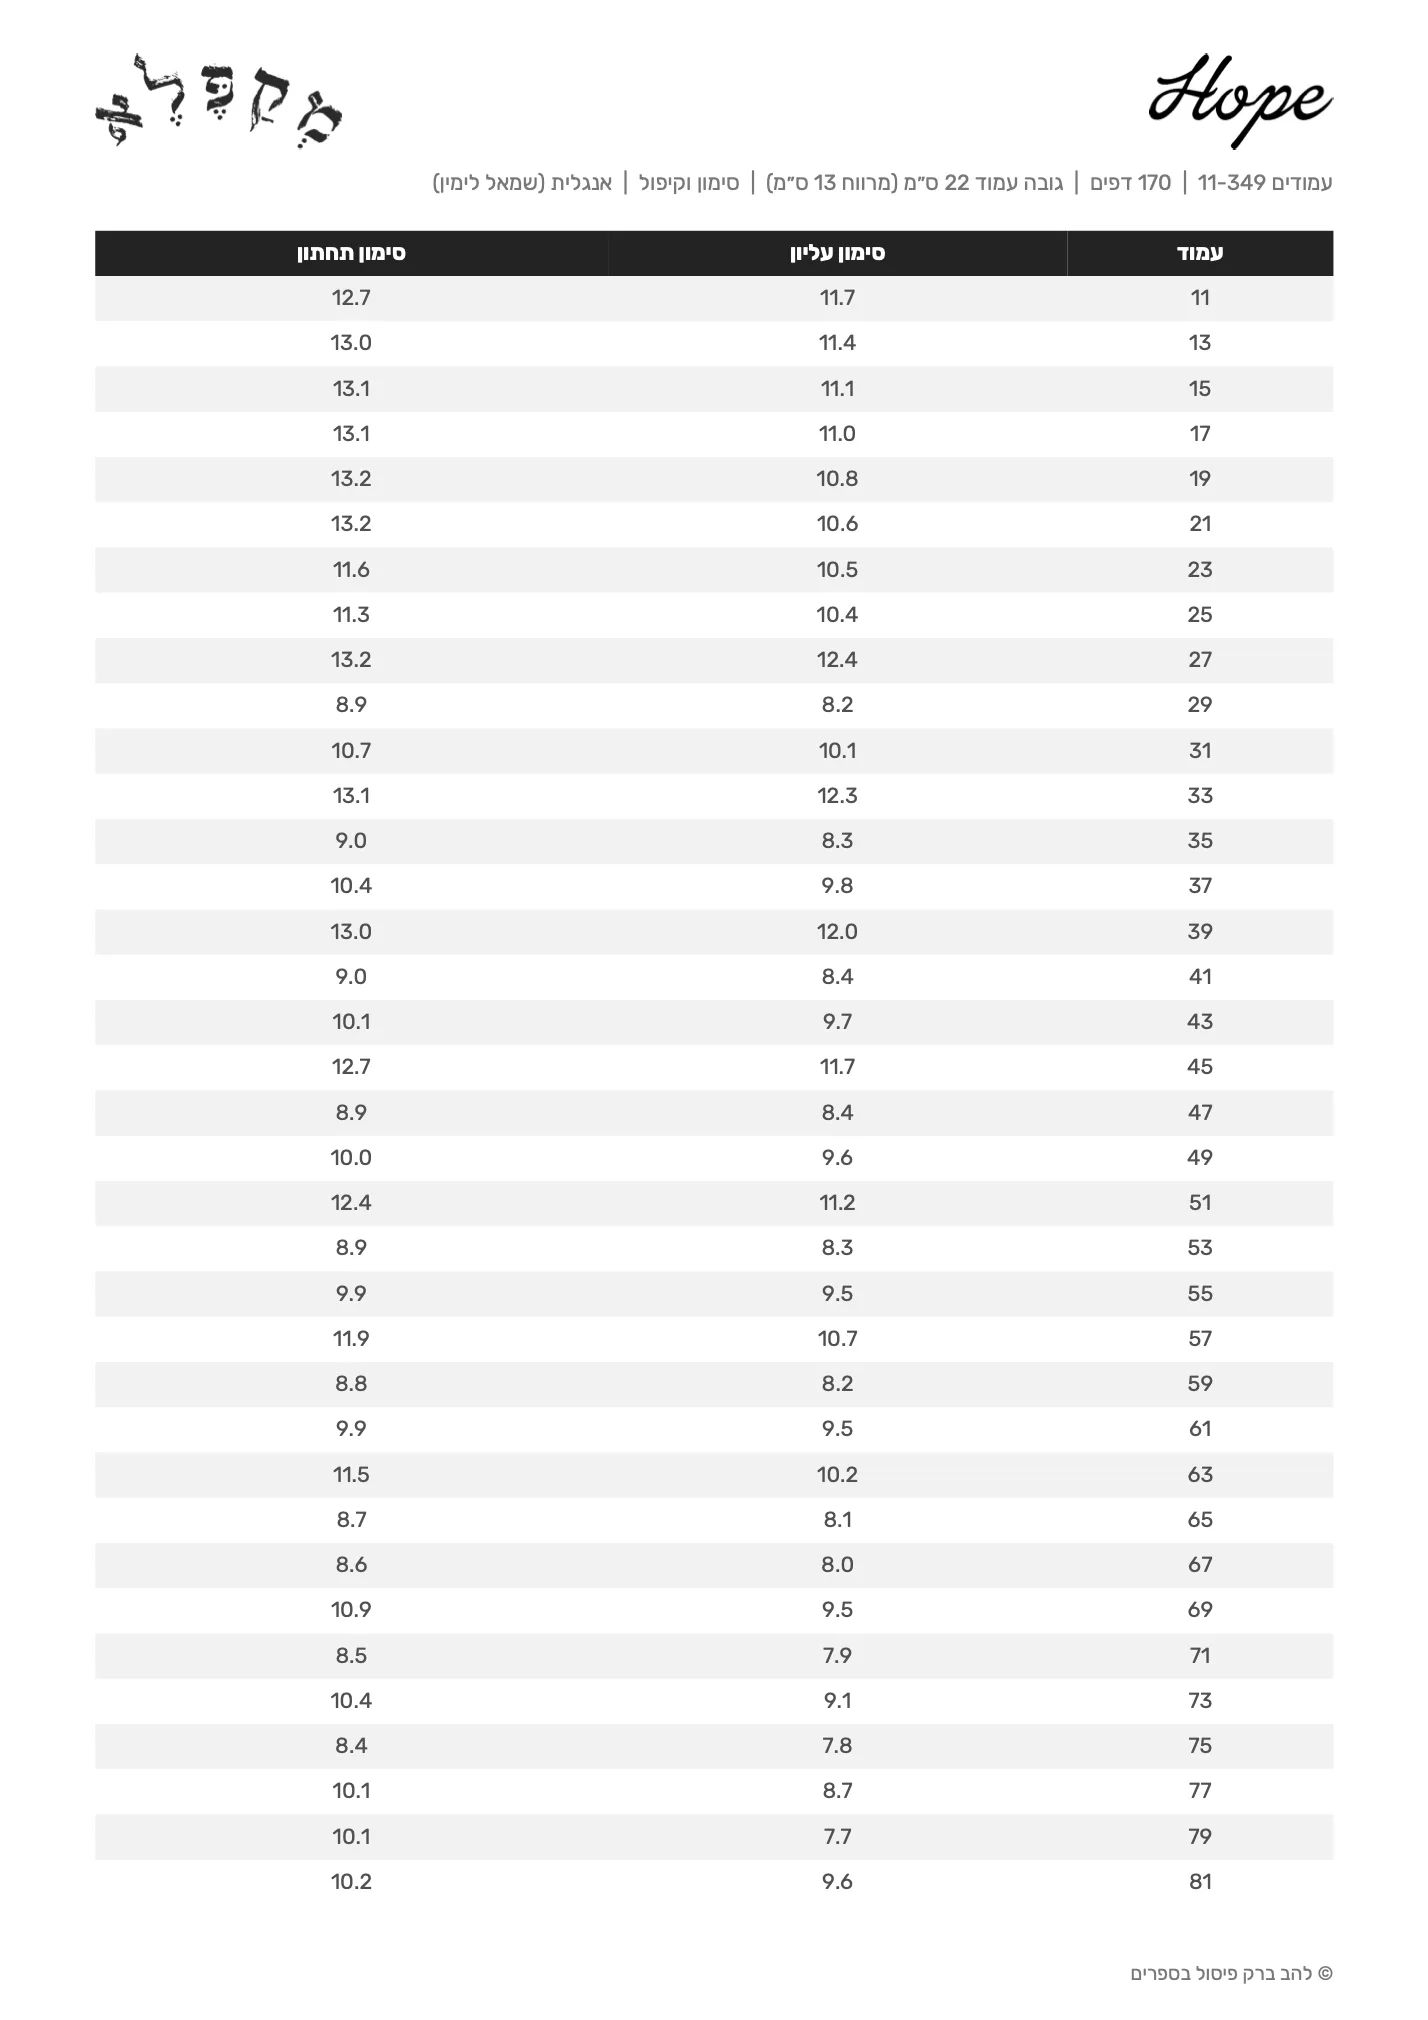 Hope
מְקַפֶּלֶת
עמודים 11-349 | 170 דפים | גובה עמוד 22 ס״מ (מרווח 13 ס״מ) | סימון וקיפול | אנגלית (שמאל לימין)
עמוד סימון עליון סימון תחתון
11 11.7 12.7
13 11.4 13.0
15 11.1 13.1
17 11.0 13.1
19 10.8 13.2
21 10.6 13.2
23 10.5 11.6
25 10.4 11.3
27 12.4 13.2
29 8.2 8.9
31 10.1 10.7
33 12.3 13.1
35 8.3 9.0
37 9.8 10.4
39 12.0 13.0
41 8.4 9.0
43 9.7 10.1
45 11.7 12.7
47 8.4 8.9
49 9.6 10.0
51 11.2 12.4
53 8.3 8.9
55 9.5 9.9
57 10.7 11.9
59 8.2 8.8
61 9.5 9.9
63 10.2 11.5
65 8.1 8.7
67 8.0 8.6
69 9.5 10.9
71 7.9 8.5
73 9.1 10.4
75 7.8 8.4
77 8.7 10.1
79 7.7 10.1
81 9.6 10.2
© להב ברק פיסול בספרים